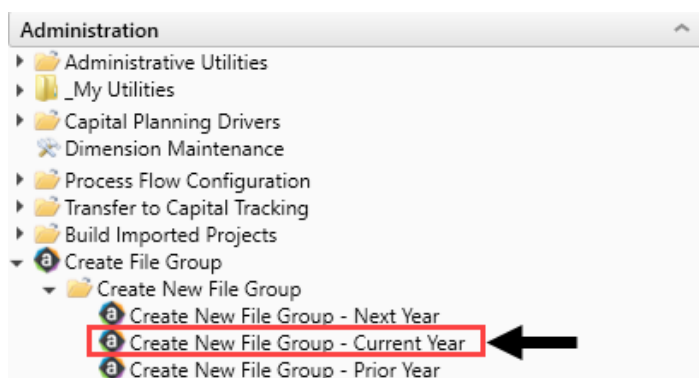 Administration
Administrative Utilities
_My Utilities
Capital Planning Drivers
Dimension Maintenance
Process Flow Configuration
Transfer to Capital Tracking
Build Imported Projects
Create File Group
Create New File Group
Create New File Group - Next Year
Create New File Group - Current Year
Create New File Group - Prior Year